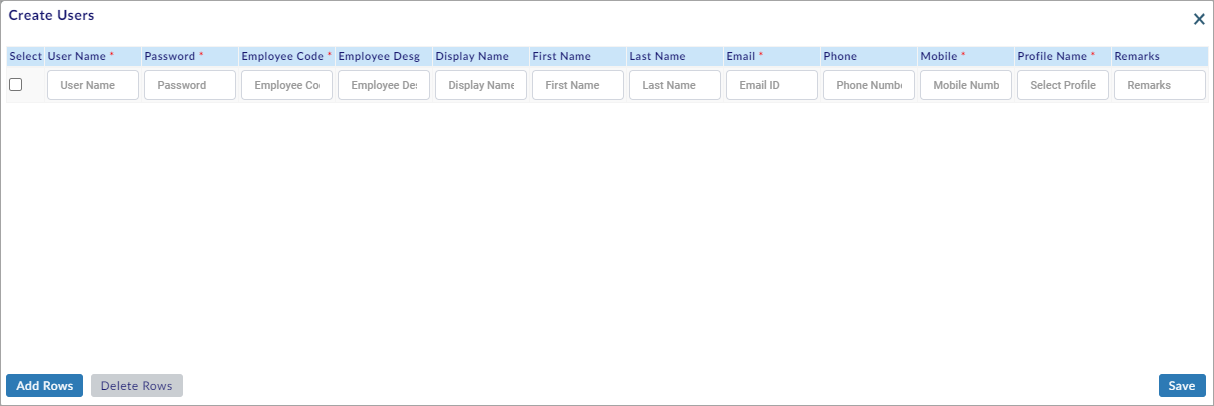 Create Users
Select User Name * Password * Employee Code * Employee Desg Display Name First Name Last Name Email * Phone Mobile * Profile Name * Remarks
User Name Password Employee Co Employee Des Display Name First Name Last Name Email ID Phone Numb Mobile Numb Select Profile Remarks
Add Rows Delete Rows Save